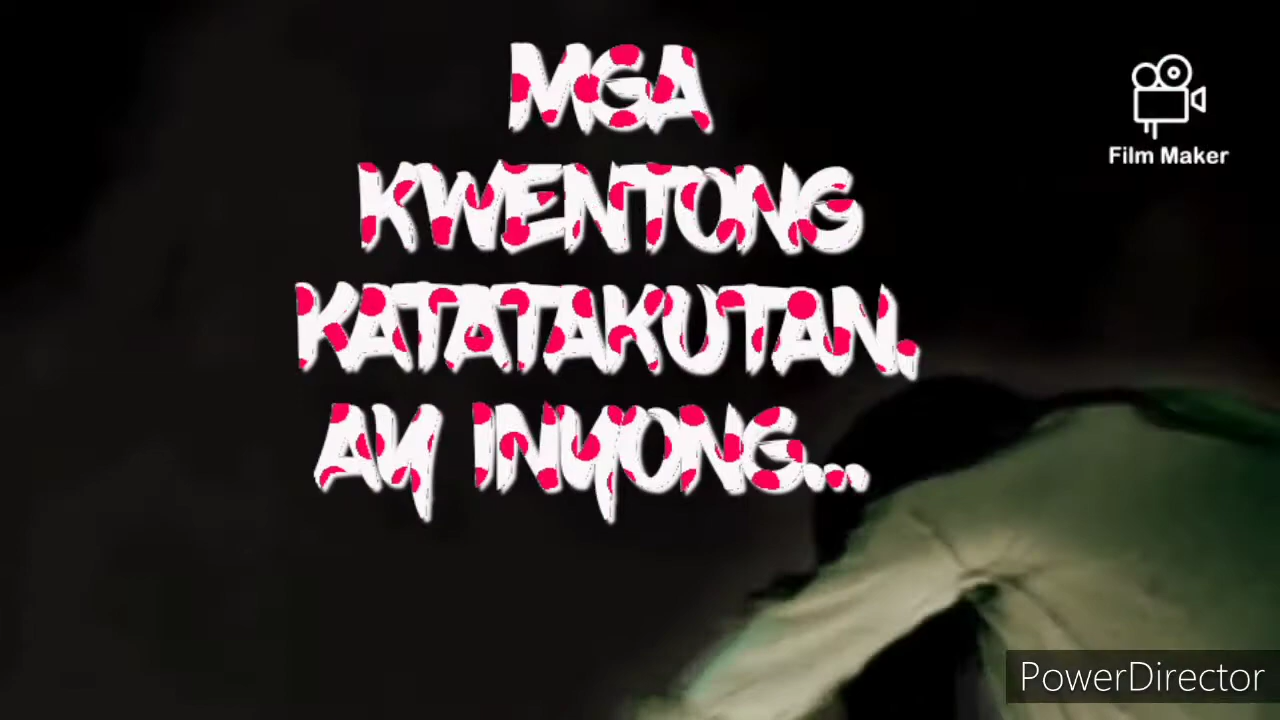 MGA
KWENTONG
KATATAKUTAN,
AY INYONG...
Film Maker
PowerDirector